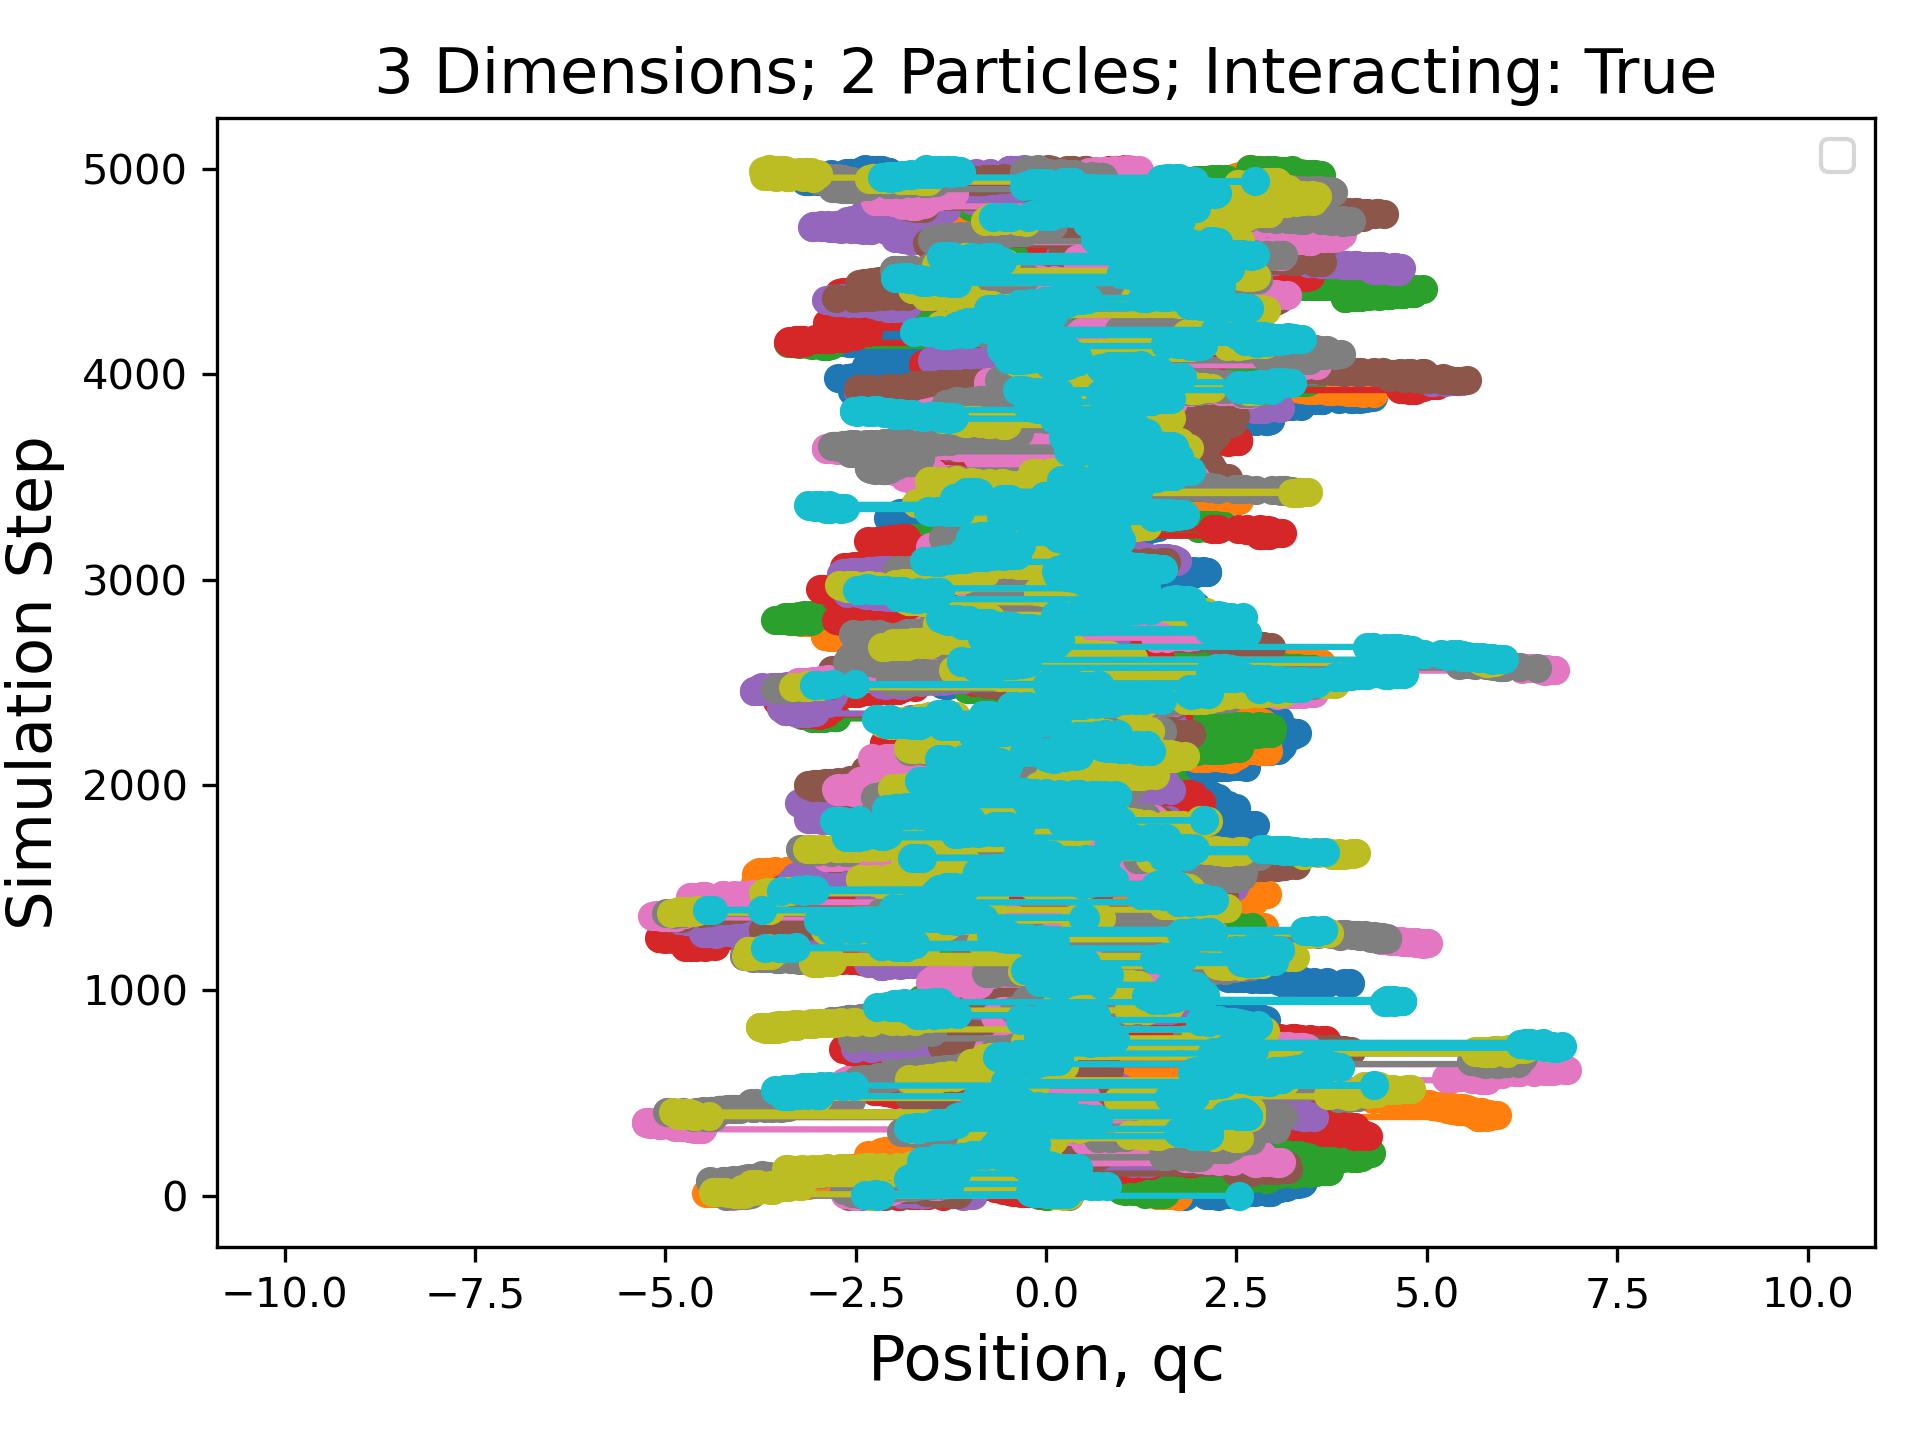 3 Dimensions; 2 Particles; Interacting: True
Simulation Step
5000
4000
3000
2000
1000
0
−10.0 −7.5 −5.0 −2.5 0.0 2.5 5.0 7.5 10.0
Position, qc